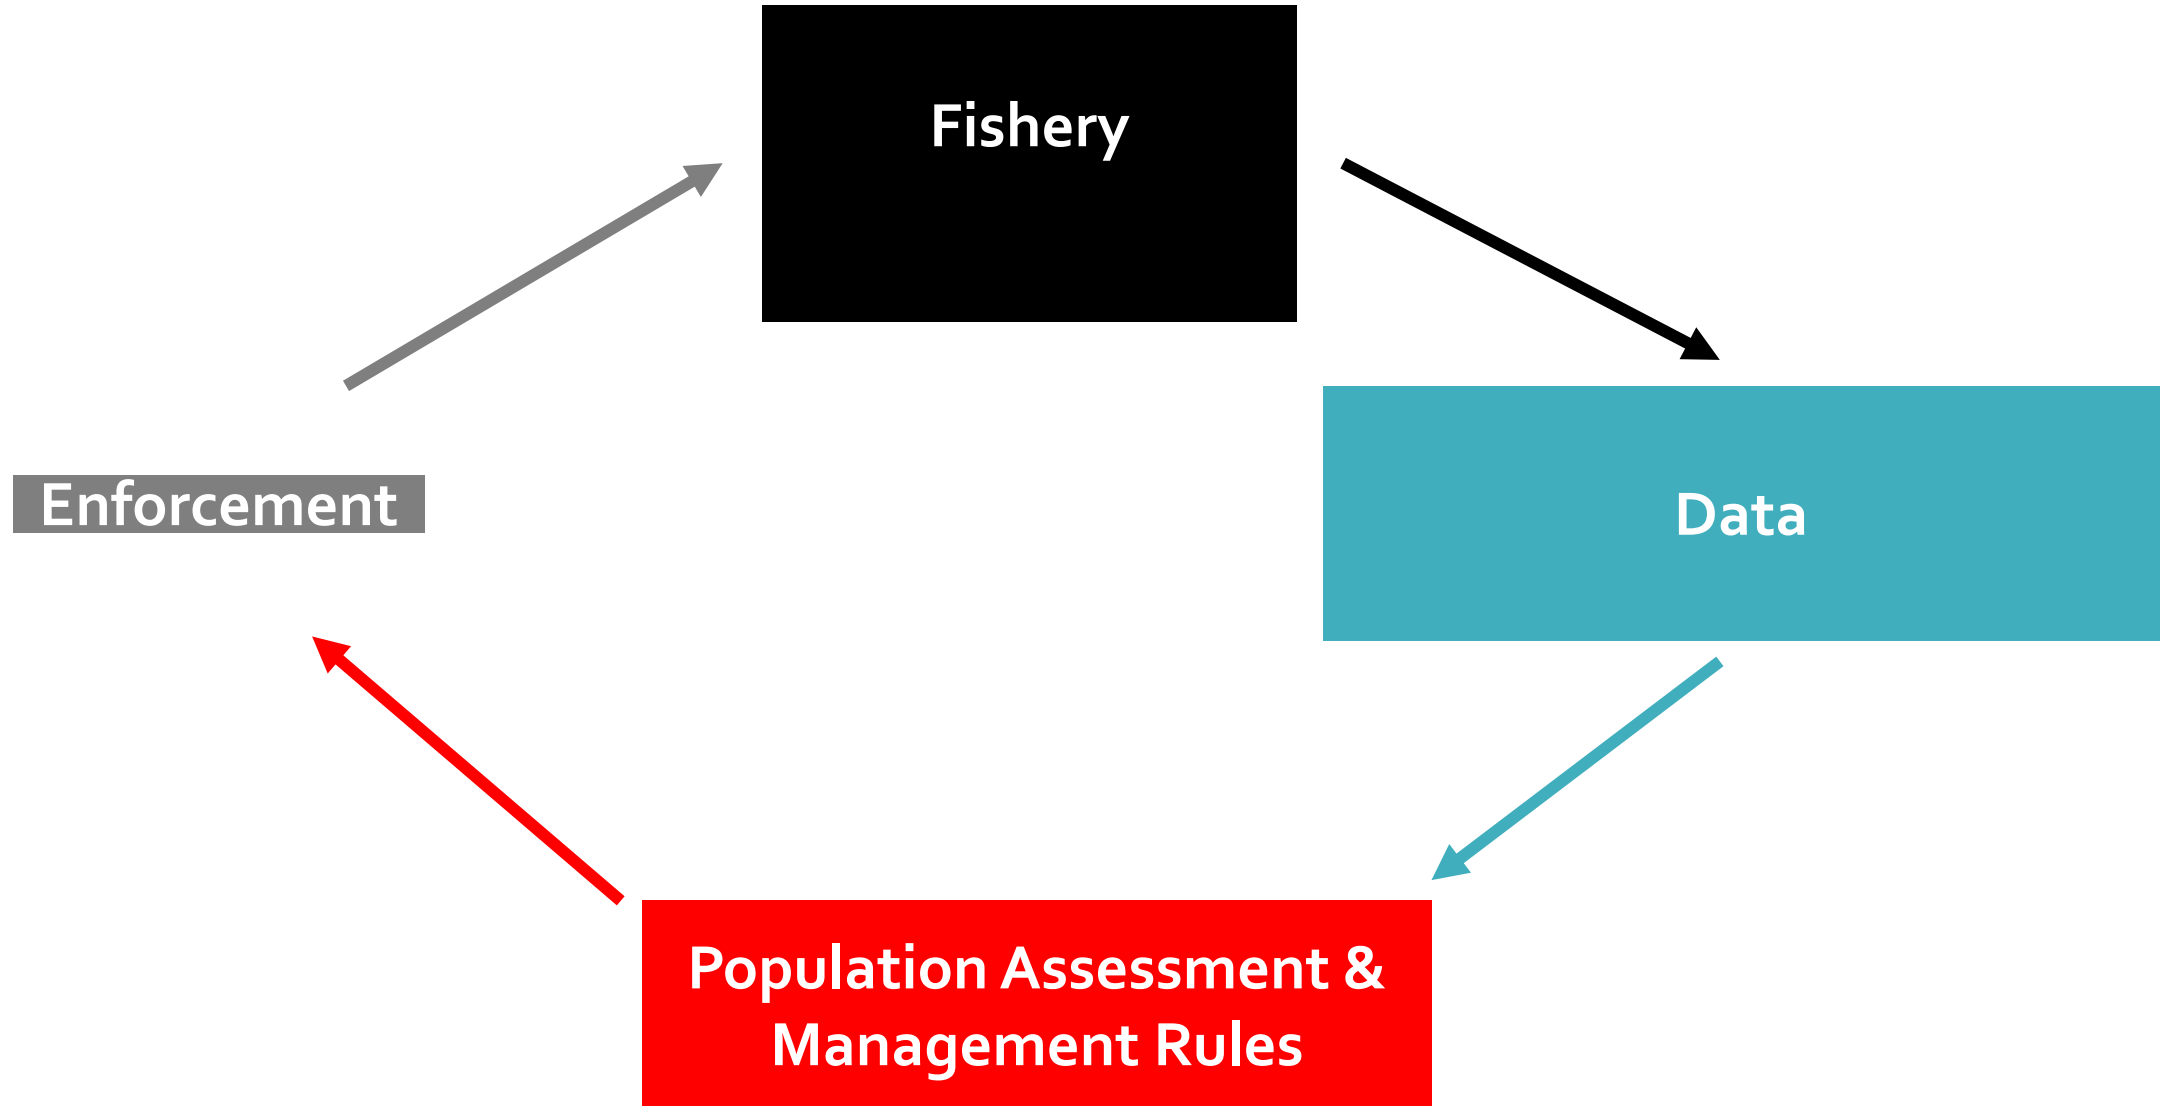 Fishery
Enforcement
Data
Population Assessment &
Management Rules